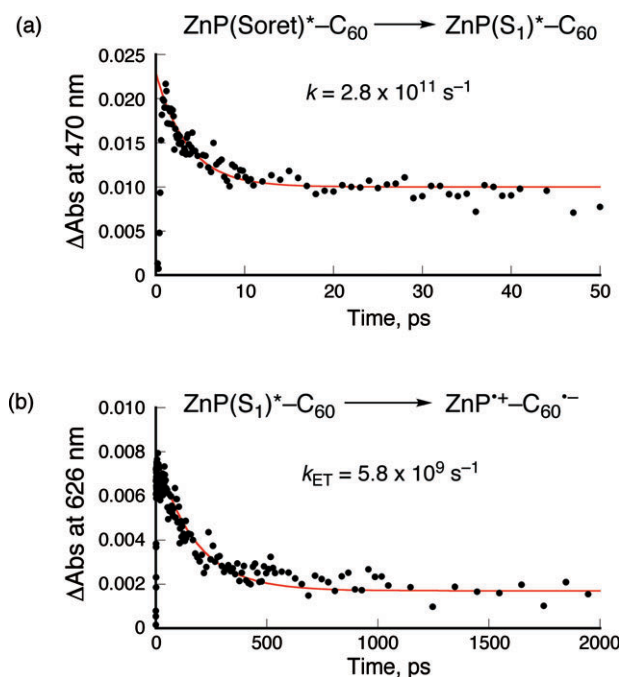 (a) ZnP(Soret)*–C₆₀ ⟶ ZnP(S₁)*–C₆₀
k = 2.8 x 10¹¹ s⁻¹
ΔAbs at 470 nm
0.025
0.020
0.015
0.010
0.005
0
0 10 20 30 40 50
Time, ps
(b) ZnP(S₁)*–C₆₀ ⟶ ZnP•⁺–C₆₀•⁻
k_ET = 5.8 x 10⁹ s⁻¹
ΔAbs at 626 nm
0.010
0.008
0.006
0.004
0.002
0
0 500 1000 1500 2000
Time, ps